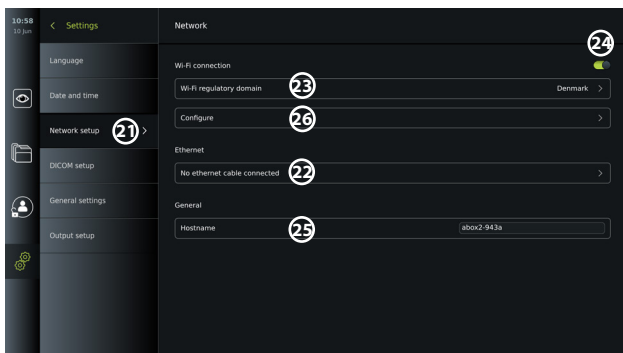 10:58
10 Jun
Settings
Network
24
Language
Wi-Fi connection
Wi-Fi regulatory domain
23
Denmark
Date and time
Configure
26
Network setup
21
Ethernet
DICOM setup
No ethernet cable connected
22
General settings
General
Hostname
25
abox2-943a
Output setup